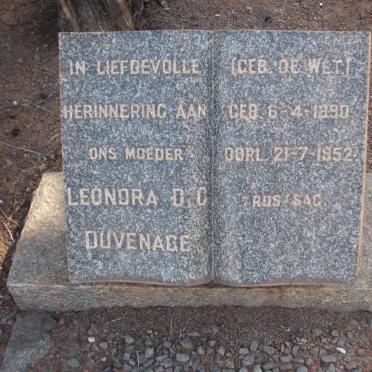 IN LIEFDEVOLLE
HERINNERING AAN
ONS MOEDER
LEONORA D.C
DUVENAGE
(GEB. DE WET)
GEB 6-4-1890
OORL 21-7-1952
RUS SAG